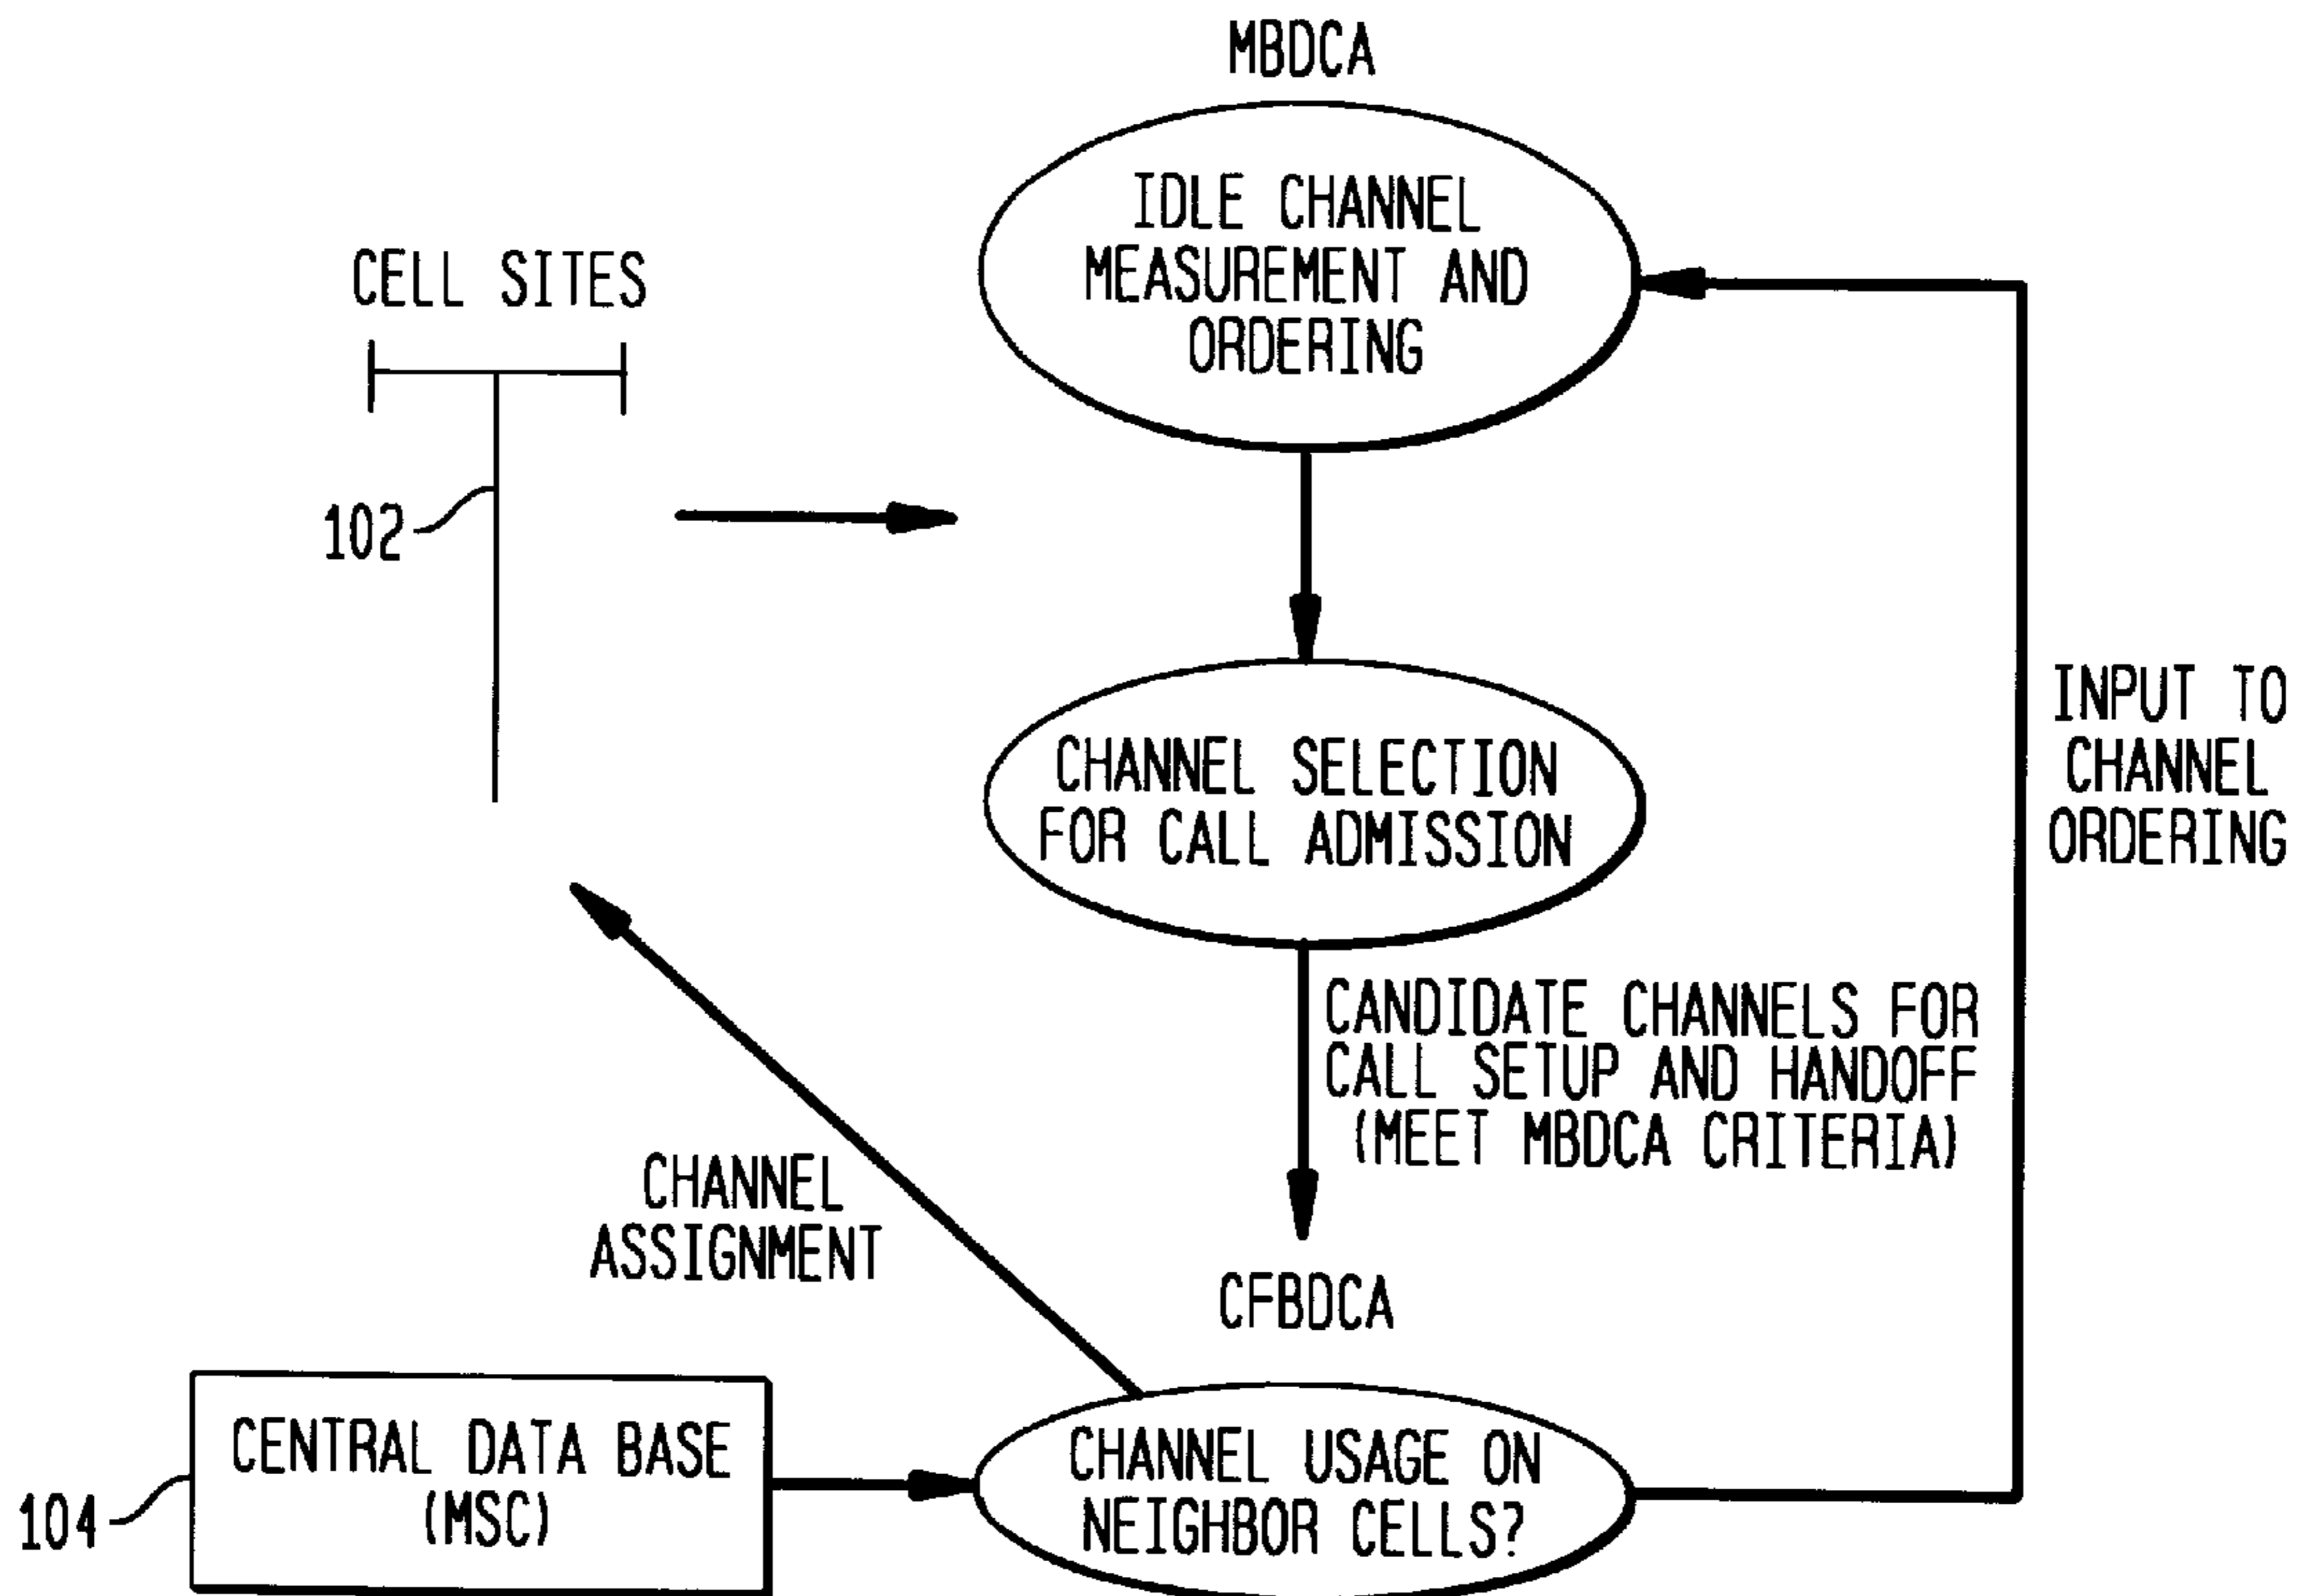 MBDCA
IDLE CHANNEL
MEASUREMENT AND
ORDERING
CELL SITES
102
INPUT TO
CHANNEL
ORDERING
CHANNEL SELECTION
FOR CALL ADMISSION
CANDIDATE CHANNELS FOR
CALL SETUP AND HANDOFF
(MEET MBDCA CRITERIA)
CHANNEL
ASSIGNMENT
CFBDCA
CENTRAL DATA BASE
(MSC)
104
CHANNEL USAGE ON
NEIGHBOR CELLS?